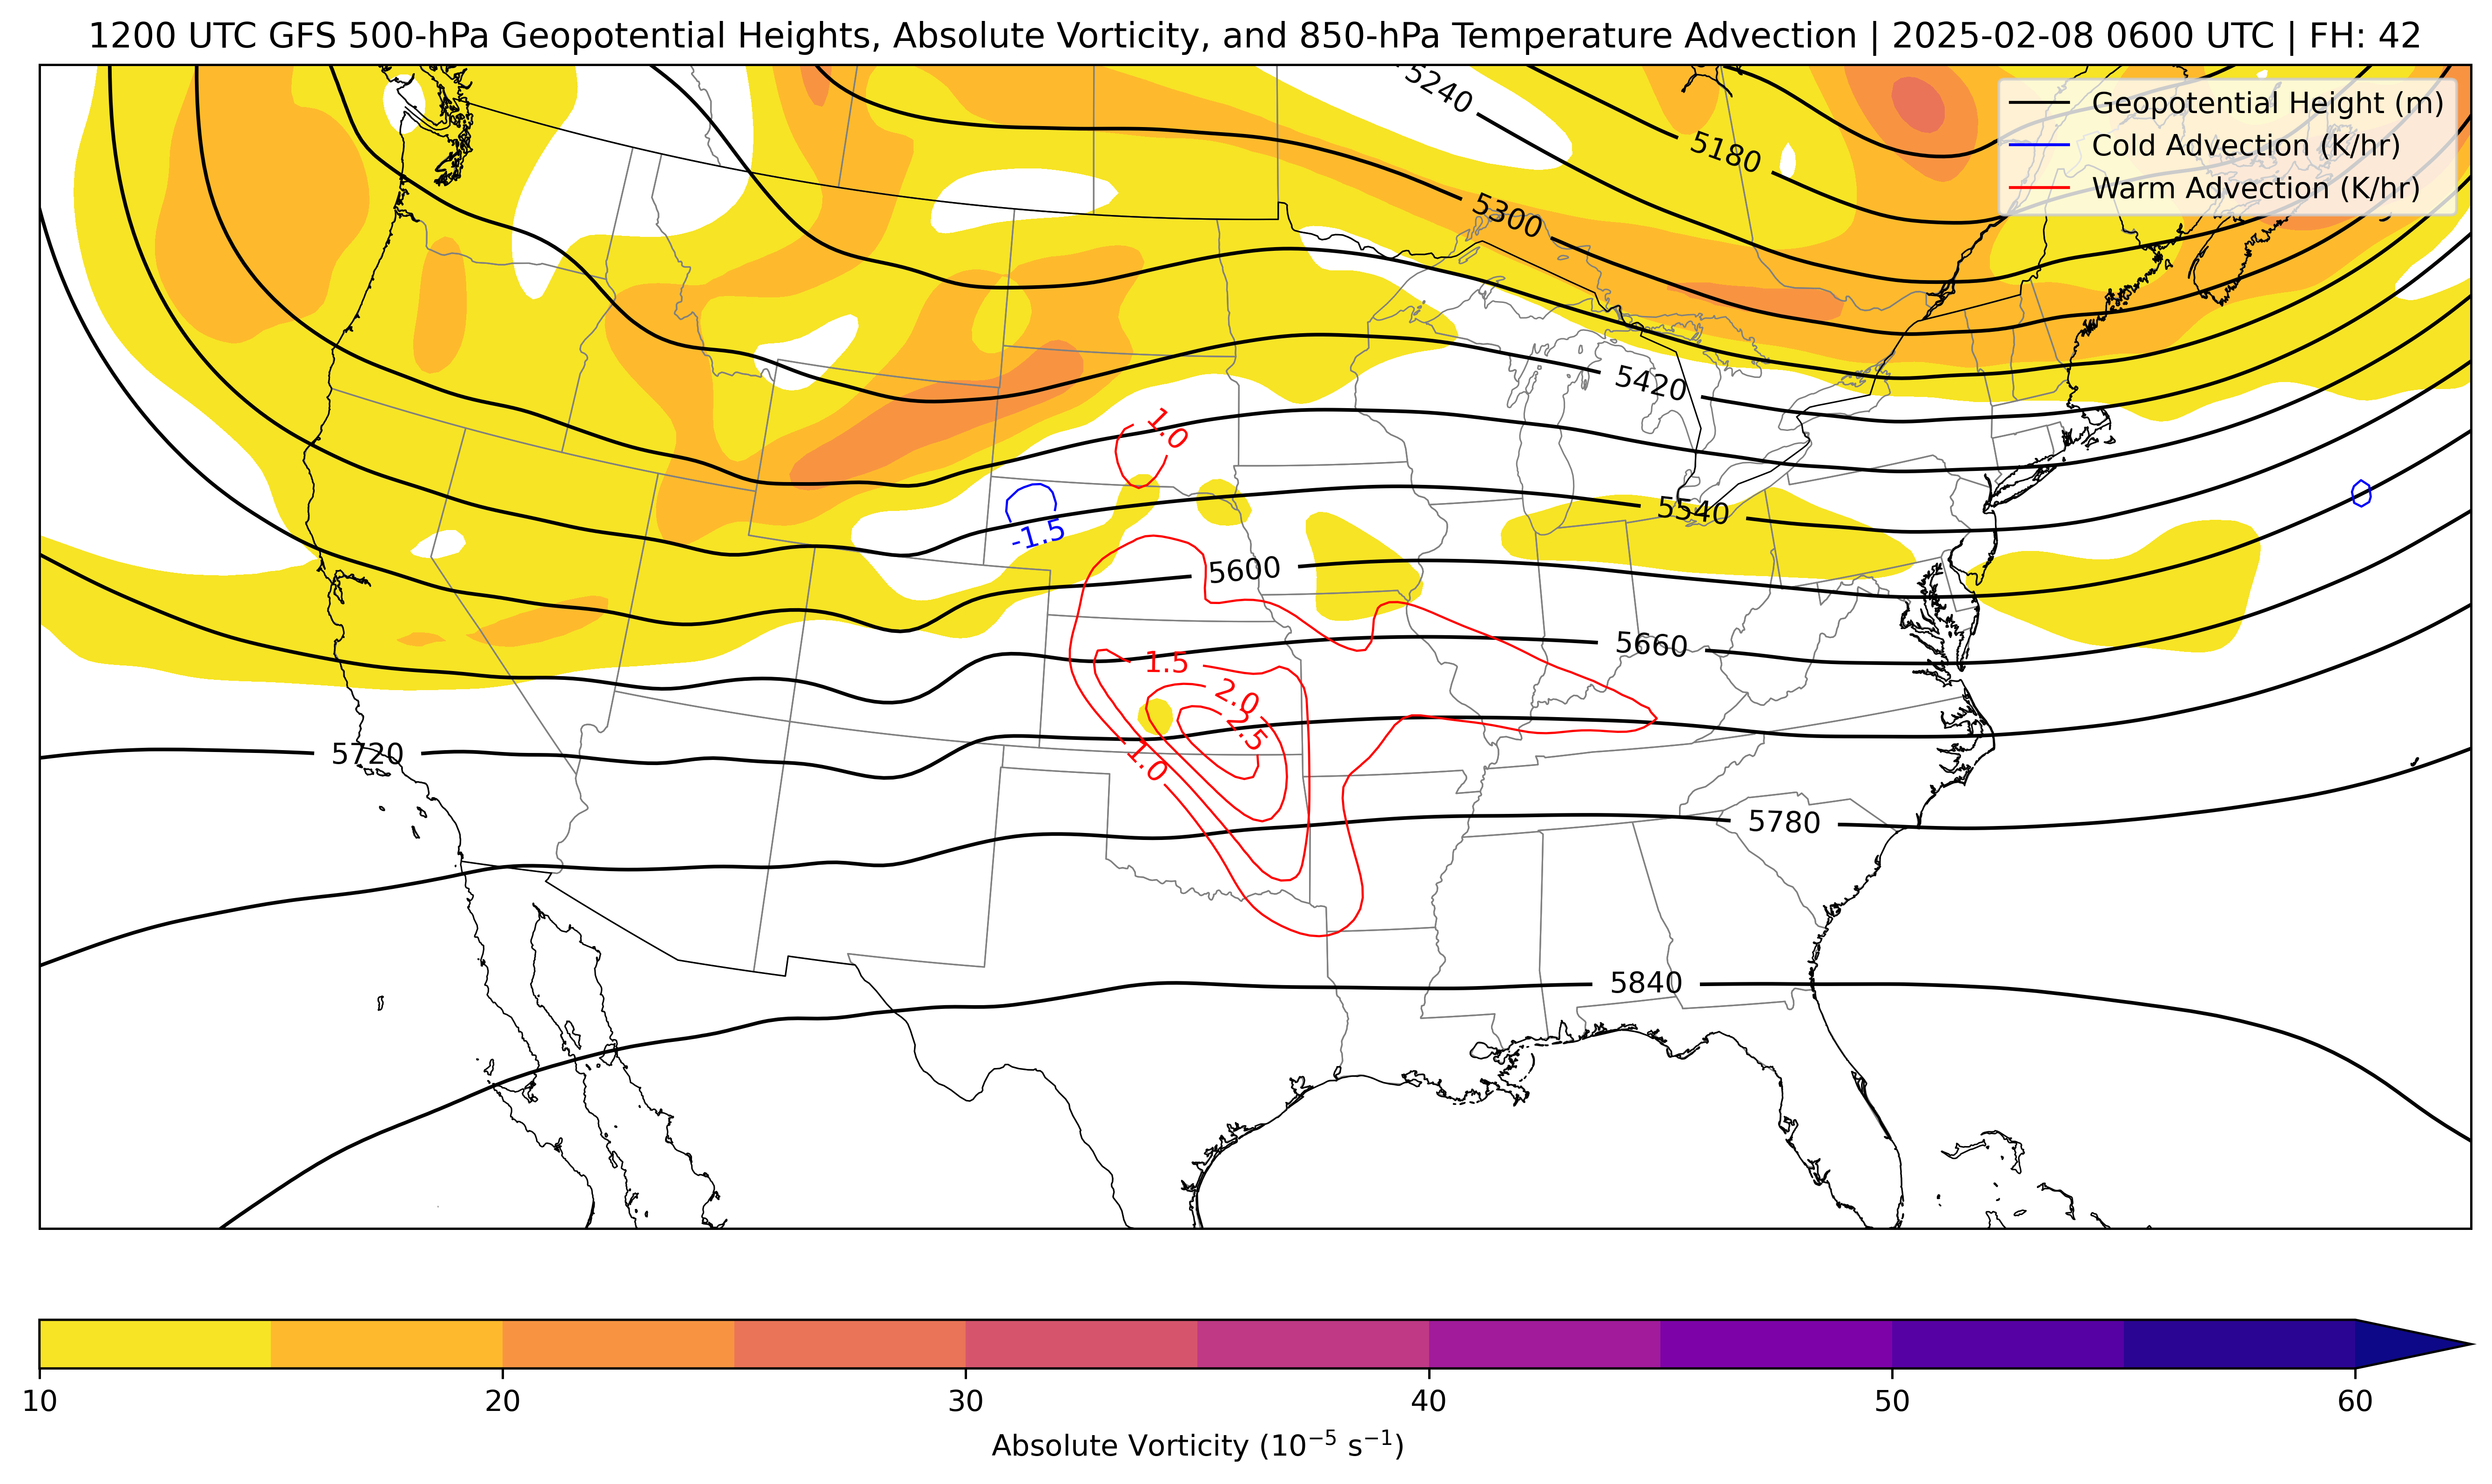 1200 UTC GFS 500-hPa Geopotential Heights, Absolute Vorticity, and 850-hPa Temperature Advection | 2025-02-08 0600 UTC | FH: 42
Geopotential Height (m)
Cold Advection (K/hr)
Warm Advection (K/hr)
5240
5180
5300
5420
1.0
-1.5
5540
5600
5660
1.5
2.0
2.5
1.0
5720
5780
5840
10 20 30 40 50 60
Absolute Vorticity (10⁻⁵ s⁻¹)